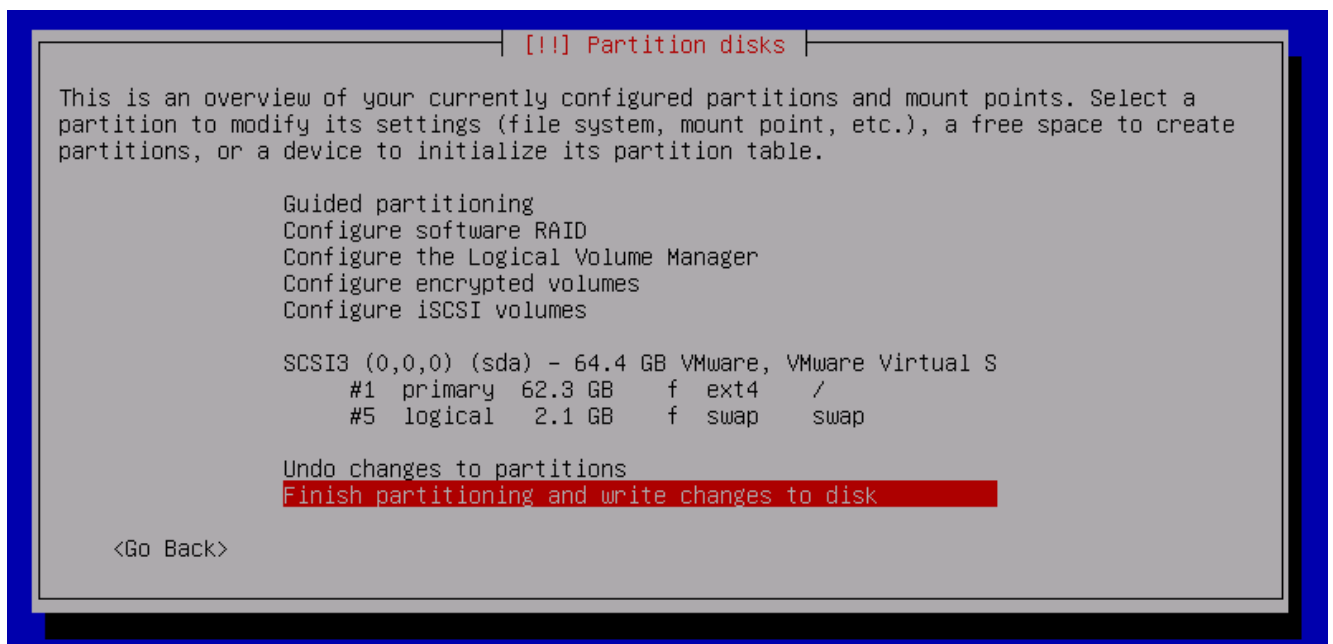 [!!] Partition disks
This is an overview of your currently configured partitions and mount points. Select a
partition to modify its settings (file system, mount point, etc.), a free space to create
partitions, or a device to initialize its partition table.
Guided partitioning
Configure software RAID
Configure the Logical Volume Manager
Configure encrypted volumes
Configure iSCSI volumes
SCSI3 (0,0,0) (sda) - 64.4 GB VMware, VMware Virtual S
#1 primary 62.3 GB f ext4 /
#5 logical 2.1 GB f swap swap
Undo changes to partitions
Finish partitioning and write changes to disk
<Go Back>